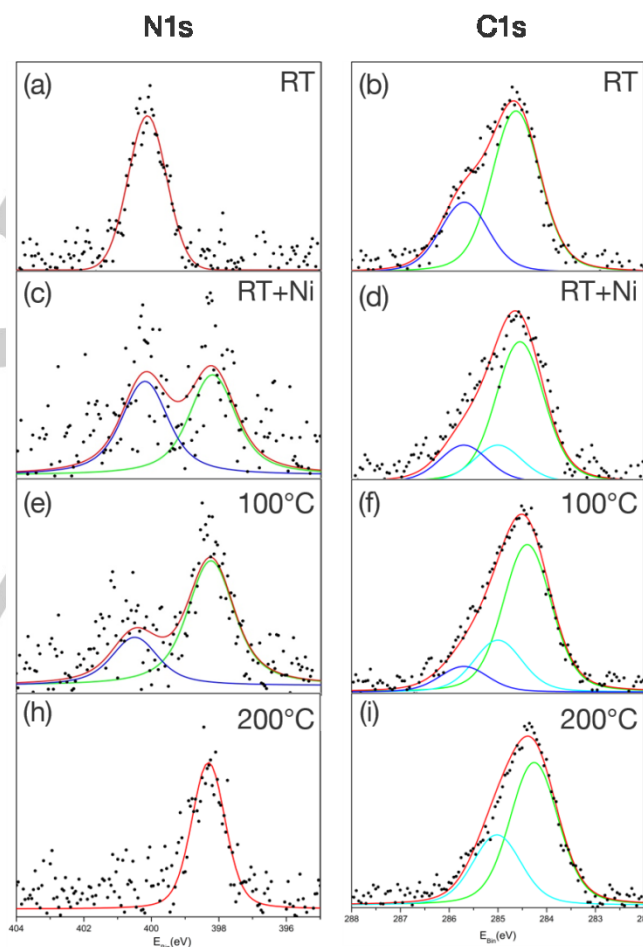 N1s C1s
(a) RT (b) RT
(c) RT+Ni (d) RT+Ni
(e) 100°C (f) 100°C
(h) 200°C (i) 200°C
404 402 400 398 396 288 287 286 285 284 283
(eV) E_Bin(eV)